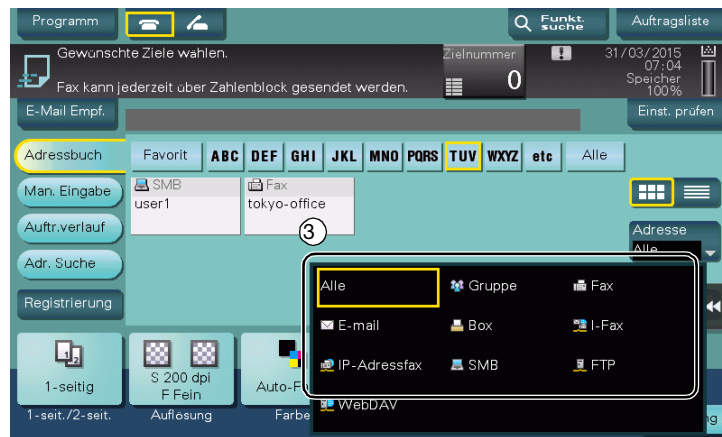 Programm
Funkt.
suche
Auftragsliste
Gewünschte Ziele wählen.
Zielnummer
31/03/2015
07:04
Fax kann jederzeit über Zahlenblock gesendet werden.
0
Speicher
100%
E-Mail Empf.
Einst. prüfen
Adressbuch
Favorit ABC DEF GHI JKL MNO PQRS TUV WXYZ etc Alle
Man. Eingabe
SMB
user1
Fax
tokyo-office
Auftr.verlauf
3
Adresse
Alle
Adr. Suche
Alle Gruppe Fax
Registrierung
E-mail Box I-Fax
1-seitig
S 200 dpi
F Fein
IP-Adressfax SMB FTP
WebDAV
1-seit./2-seit.
Auflösung
Farbe